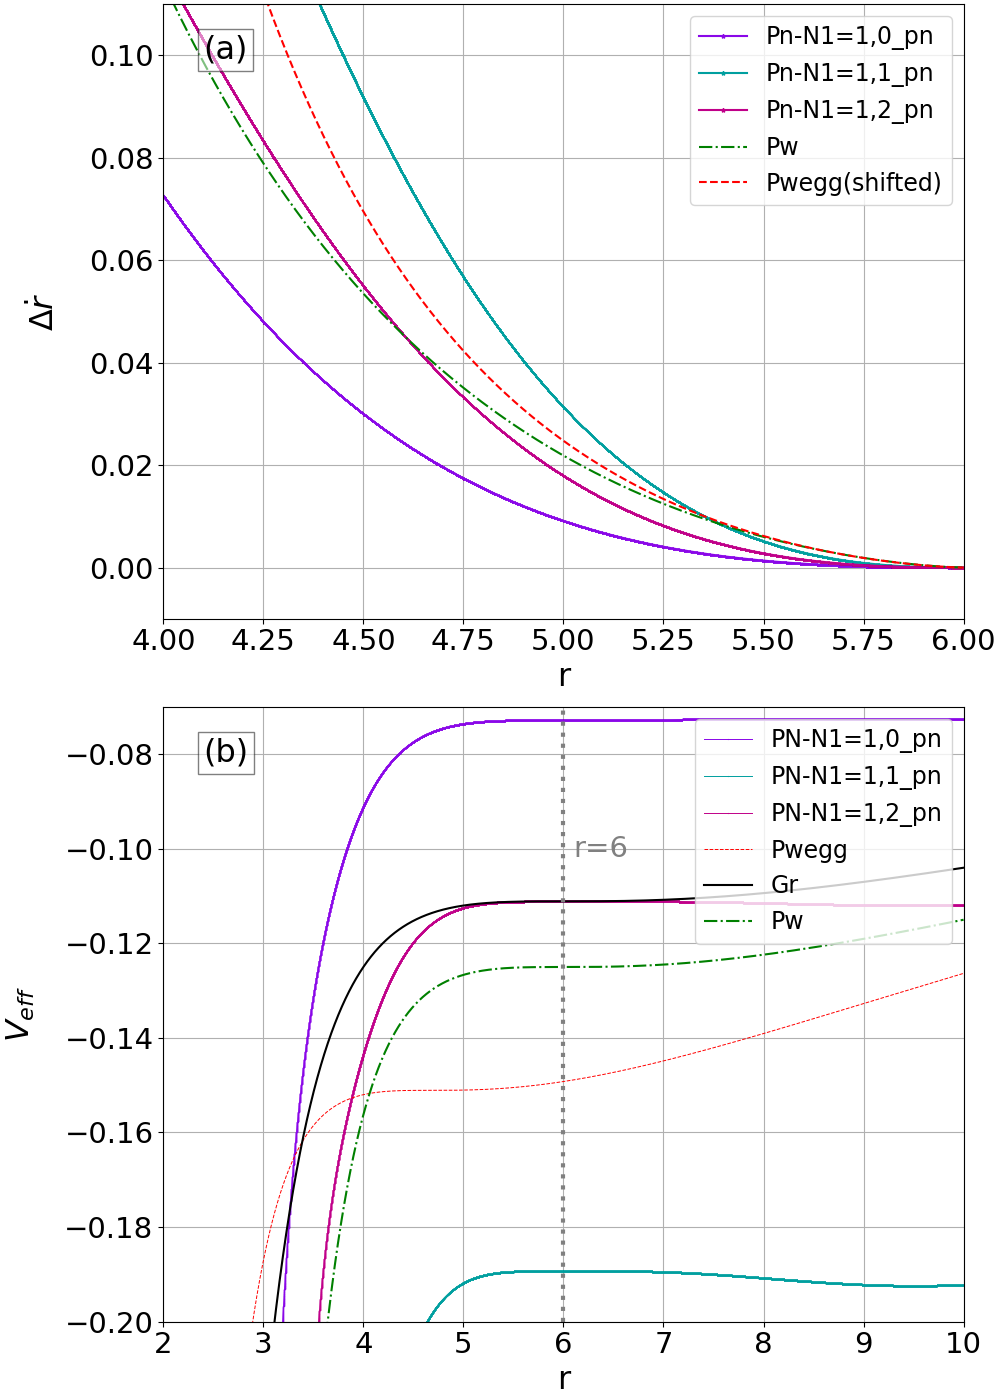 (a)
Pn-N1=1,0_pn
Pn-N1=1,1_pn
Pn-N1=1,2_pn
Pw
Pwegg(shifted)
0.10
0.08
0.06
0.04
0.02
0.00
Δṙ
4.00 4.25 4.50 4.75 5.00 5.25 5.50 5.75 6.00
r
(b)
PN-N1=1,0_pn
PN-N1=1,1_pn
PN-N1=1,2_pn
Pwegg
Gr
Pw
r=6
−0.08
−0.10
−0.12
−0.14
−0.16
−0.18
−0.20
V_{eff}
2 3 4 5 6 7 8 9 10
r